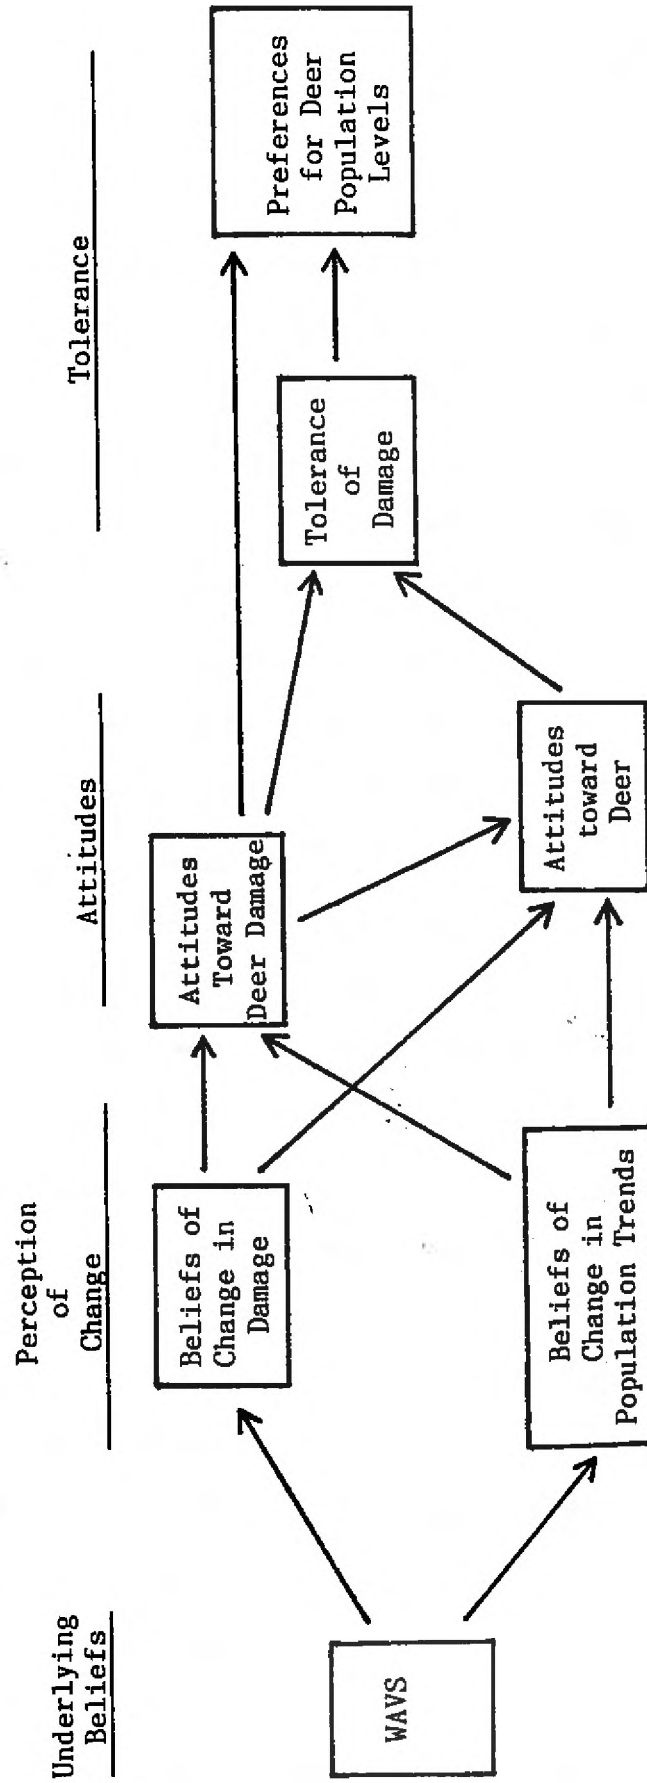 Underlying
Beliefs
Perception
of
Change
Attitudes
Tolerance
WAVS
Beliefs of
Change in
Damage
Beliefs of
Change in
Population Trends
Attitudes
Toward
Deer Damage
Attitudes
toward
Deer
Tolerance
of
Damage
Preferences
for Deer
Population
Levels